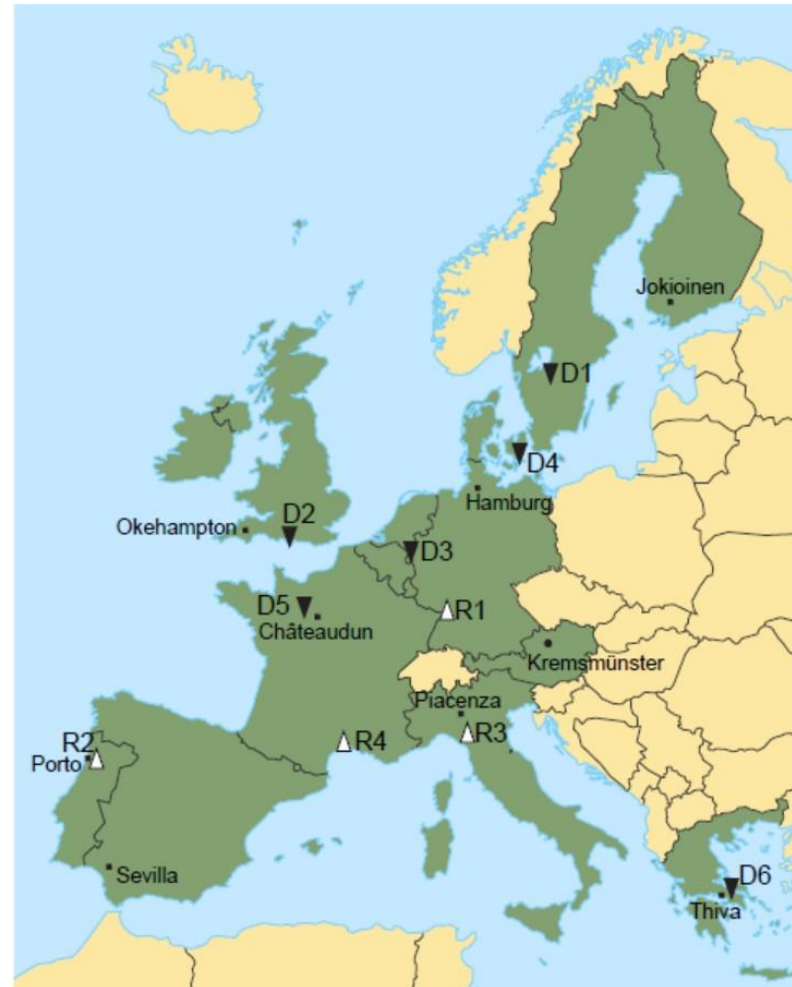 Jokioinen
D1
D4
Hamburg
Okehampton
D2
D3
D5
Châteaudun
R1
Kremsmünster
Piacenza
R2
Porto
R4
R3
Sevilla
D6
Thiva